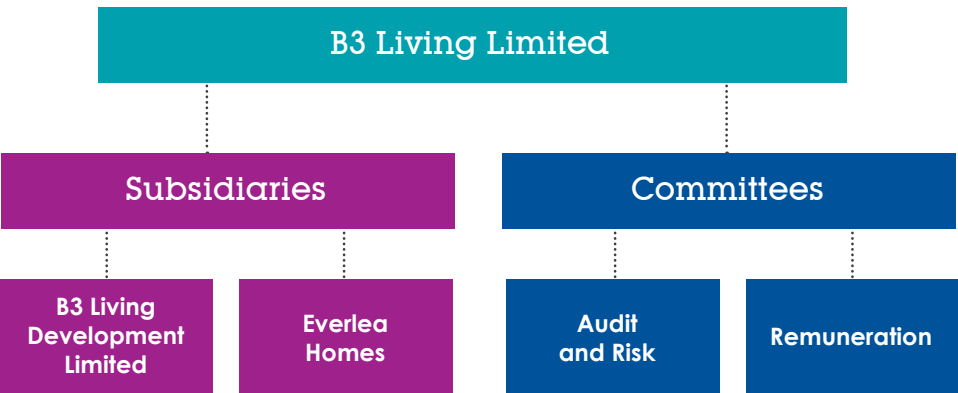 B3 Living Limited
Subsidiaries
Committees
B3 Living
Development
Limited
Everlea
Homes
Audit
and Risk
Remuneration